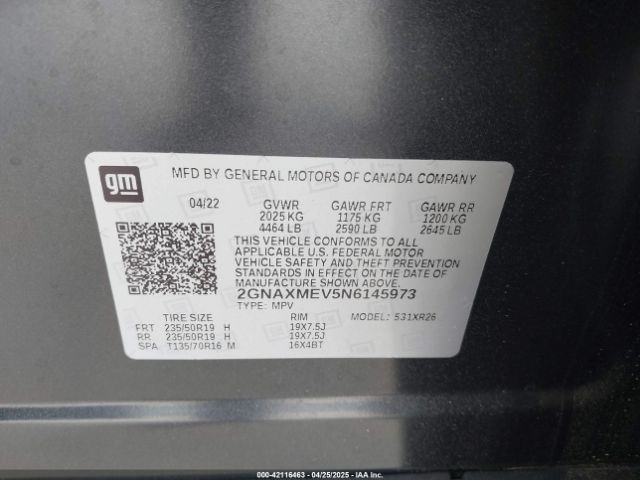 gm
MFD BY GENERAL MOTORS OF CANADA COMPANY
04/22 GVWR GAWR FRT GAWR RR
2025 KG 1175 KG 1200 KG
4464 LB 2590 LB 2645 LB
THIS VEHICLE CONFORMS TO ALL
APPLICABLE U.S. FEDERAL MOTOR
VEHICLE SAFETY AND THEFT
PREVENTION STANDARDS IN
EFFECT ON THE DATE OF
MANUFACTURE SHOWN ABOVE.
2GNAXMEV5N6145973
TYPE: MPV MODEL: 531XR26
TIRE SIZE RIM
FRT 235/50R19 H 19X7.5J
RR 235/50R19 H 19X7.5J
SPA T135/70R16 M 16X4BT
000-42116463 - 04/25/2025 - IAAI.COM